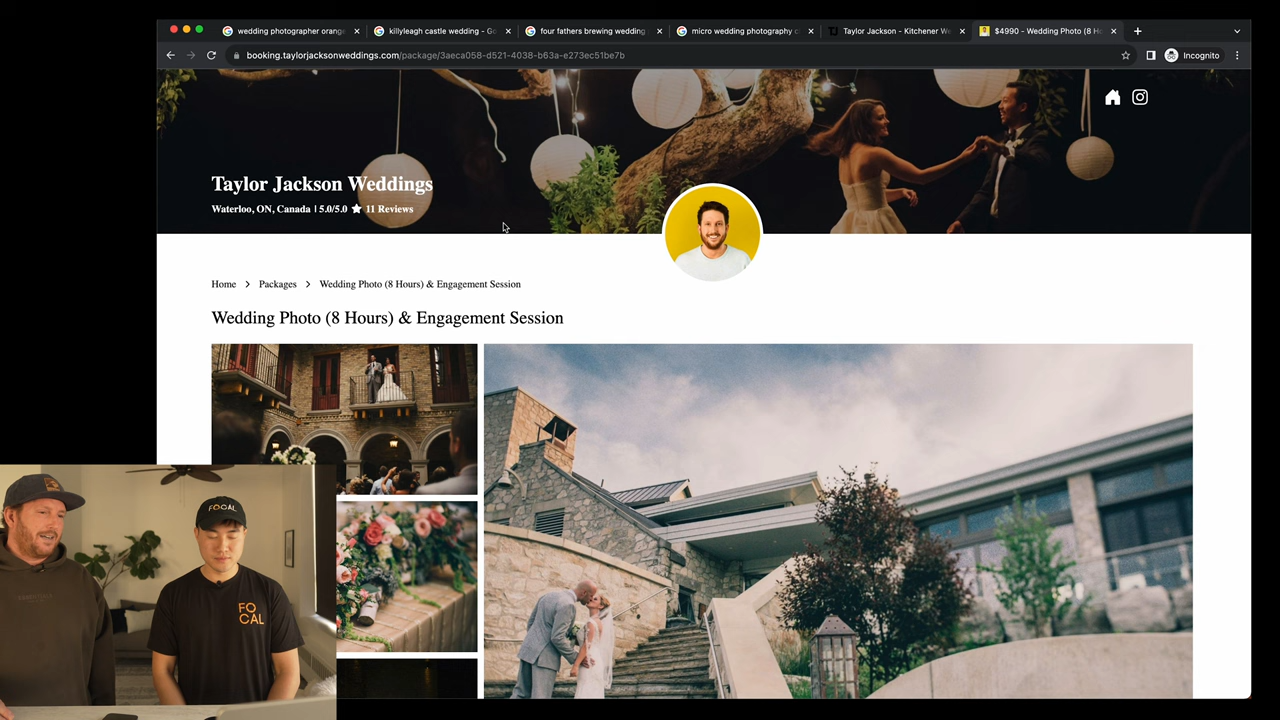 wedding photographer orang
killyleagh castle wedding - Go
four fathers brewing wedding
micro wedding photography c
Taylor Jackson - Kitchener We
$4990 - Wedding Photo (8 Ho
booking.taylorjacksonweddings.com/package/3aeca058-d521-4038-b63a-e273ec51be7b
Incognito
Taylor Jackson Weddings
Waterloo, ON, Canada | 5.0/5.0 ★ 11 Reviews
Home > Packages > Wedding Photo (8 Hours) & Engagement Session
Wedding Photo (8 Hours) & Engagement Session
FOCAL
FO
CAL